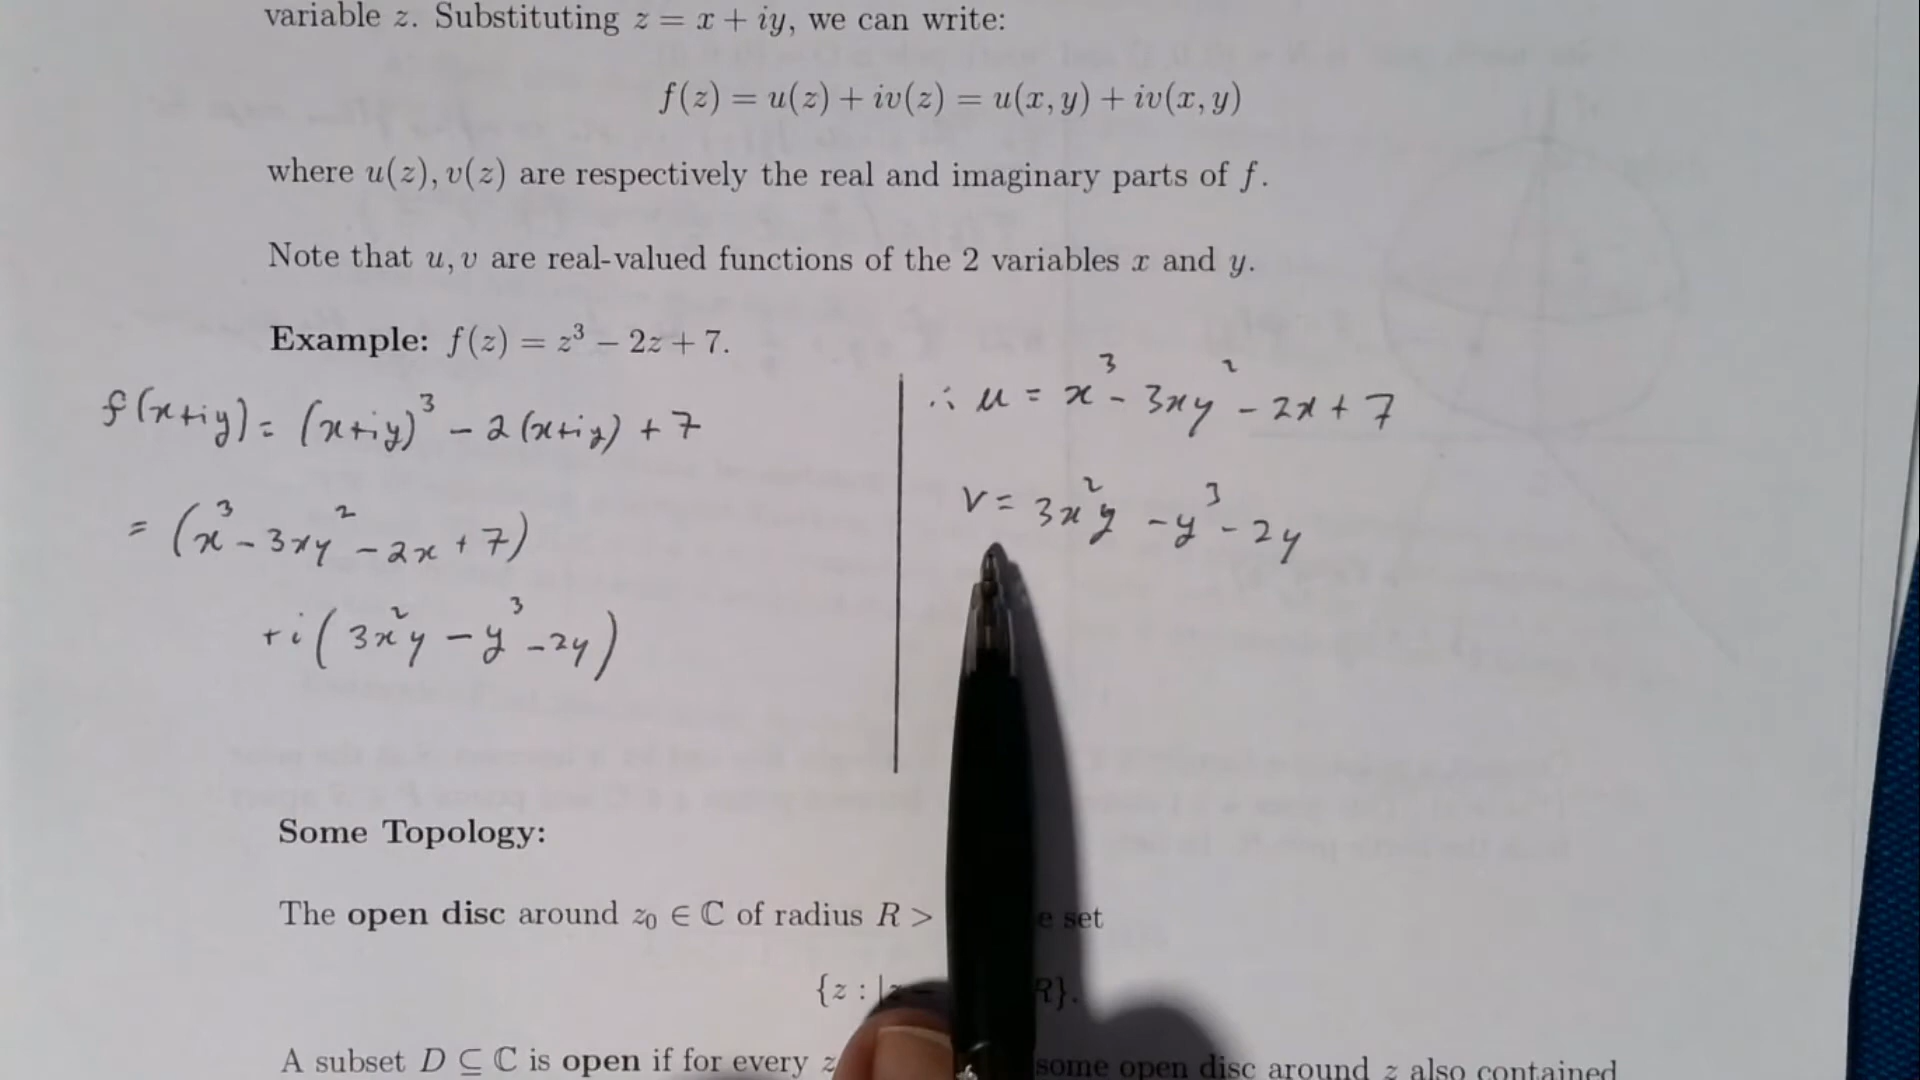 variable z. Substituting z = x + iy, we can write:
f(z) = u(z) + iv(z) = u(x, y) + iv(x, y)
where u(z), v(z) are respectively the real and imaginary parts of f.
Note that u, v are real-valued functions of the 2 variables x and y.
Example: f(z) = z³ − 2z + 7.
f(x+iy) = (x+iy)³ − 2(x+iy) + 7
= (x³ − 3xy² − 2x + 7)
+ i(3x²y − y³ − 2y)
∴ u = x³ − 3xy² − 2x + 7
v = 3x²y − y³ − 2y
Some Topology:
The open disc around z₀ ∈ ℂ of radius R > set
{z : | R}.
A subset D ⊆ ℂ is open if for every z some open disc around z also contained